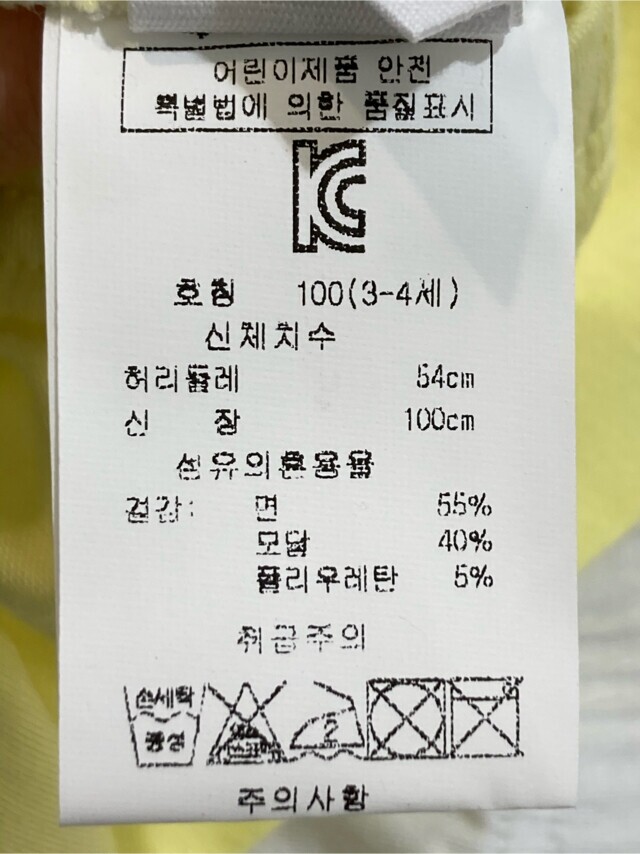 어린이제품 안전
특별법에 의한 품질표시
KC
호칭 100(3-4세)
신체치수
허리둘레 54cm
신 장 100cm
섬유의혼용율
겉감: 면 55%
모달 40%
폴리우레탄 5%
취급주의
손세탁
중성
2
주의사항